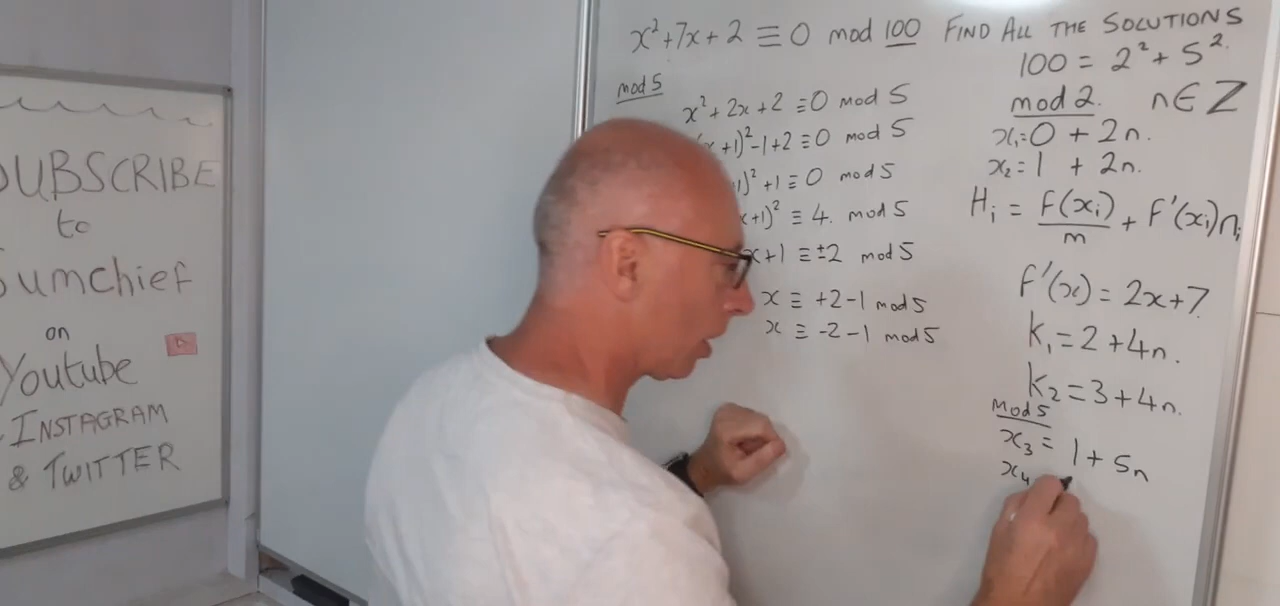 SUBSCRIBE
to
Sumchief
on
Youtube
INSTAGRAM
& TWITTER
x²+7x+2 ≡0 mod 100 FIND ALL THE SOLUTIONS
100 = 2² + 5².
mod 5
x²+2x+2 ≡0 mod 5
+1)²-1+2≡0 mod 5
1)²+1≡0 mod 5
x+1)² ≡ 4. mod 5
x+1 ≡ ±2 mod 5
x ≡ +2-1 mod 5
x ≡ -2-1 mod 5
mod 2. n∈Z
x₁=0 + 2n.
x₂=1 + 2n.
Hᵢ = F(xᵢ)/m + F'(xᵢ)nᵢ
F'(x) = 2x+7
K₁=2+4n.
K₂=3+4n.
Mod 5
x₃= 1+5n
x₄